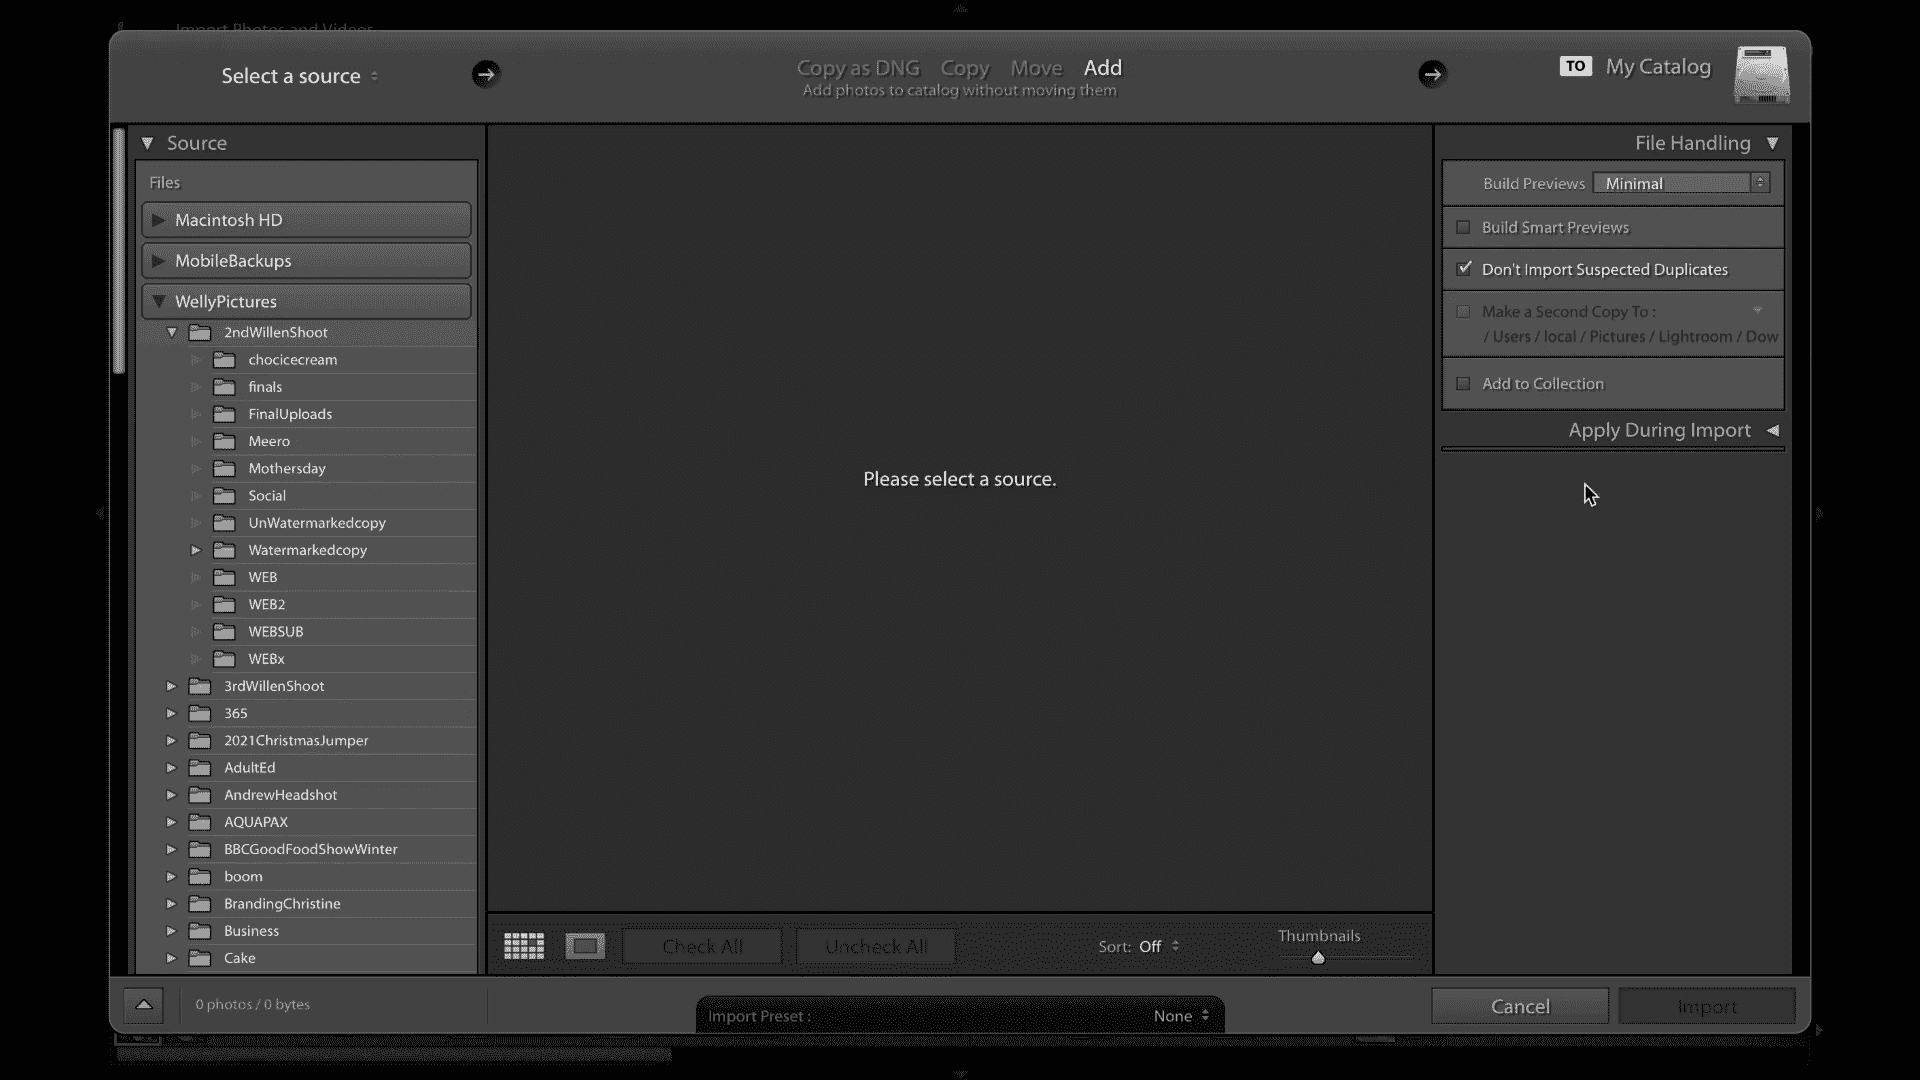 Import Photos and Videos
Select a source
Copy as DNG Copy Move Add
Add photos to catalog without moving them
TO My Catalog
Source
Files
Macintosh HD
MobileBackups
WellyPictures
2ndWillenShoot
chocicecream
finals
FinalUploads
Meero
Mothersday
Social
UnWatermarkedcopy
Watermarkedcopy
WEB
WEB2
WEBSUB
WEBx
3rdWillenShoot
365
2021ChristmasJumper
AdultEd
AndrewHeadshot
AQUAPAX
BBCGoodFoodShowWinter
boom
BrandingChristine
Business
Cake
Please select a source.
File Handling
Build Previews Minimal
Build Smart Previews
Don't Import Suspected Duplicates
Make a Second Copy To :
/ Users / local / Pictures / Lightroom / Dow
Add to Collection
Apply During Import
Check All Uncheck All Sort: Off Thumbnails
0 photos / 0 bytes
Import Preset : None
Cancel Import